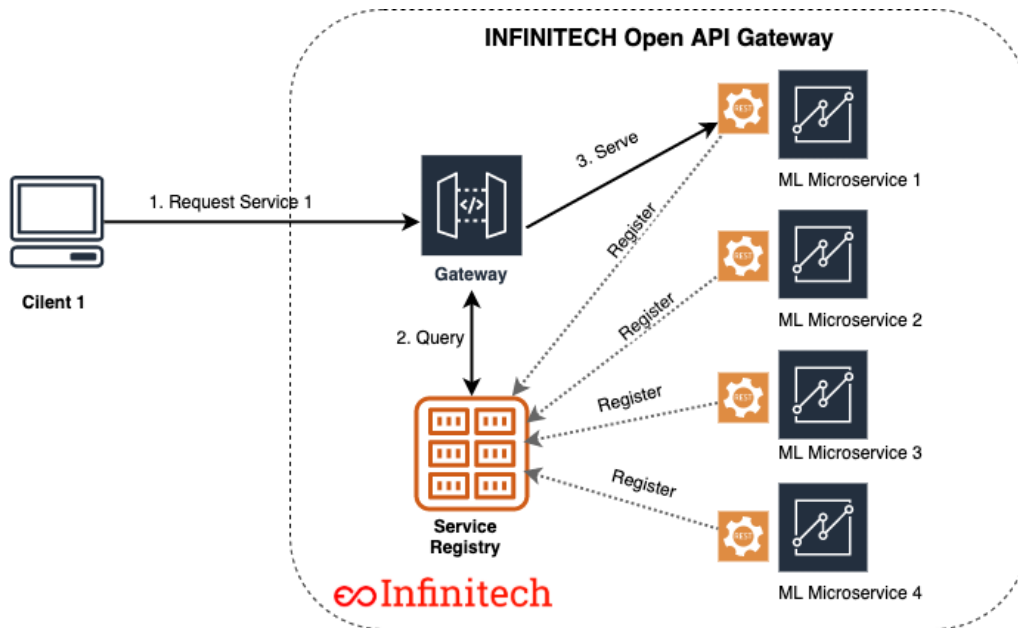 INFINITECH Open API Gateway
REST
ML Microservice 1
3. Serve
1. Request Service 1
Gateway
Cilent 1
Register
REST
ML Microservice 2
Register
2. Query
REST
ML Microservice 3
Register
Register
Service
Registry
REST
ML Microservice 4
Infinitech